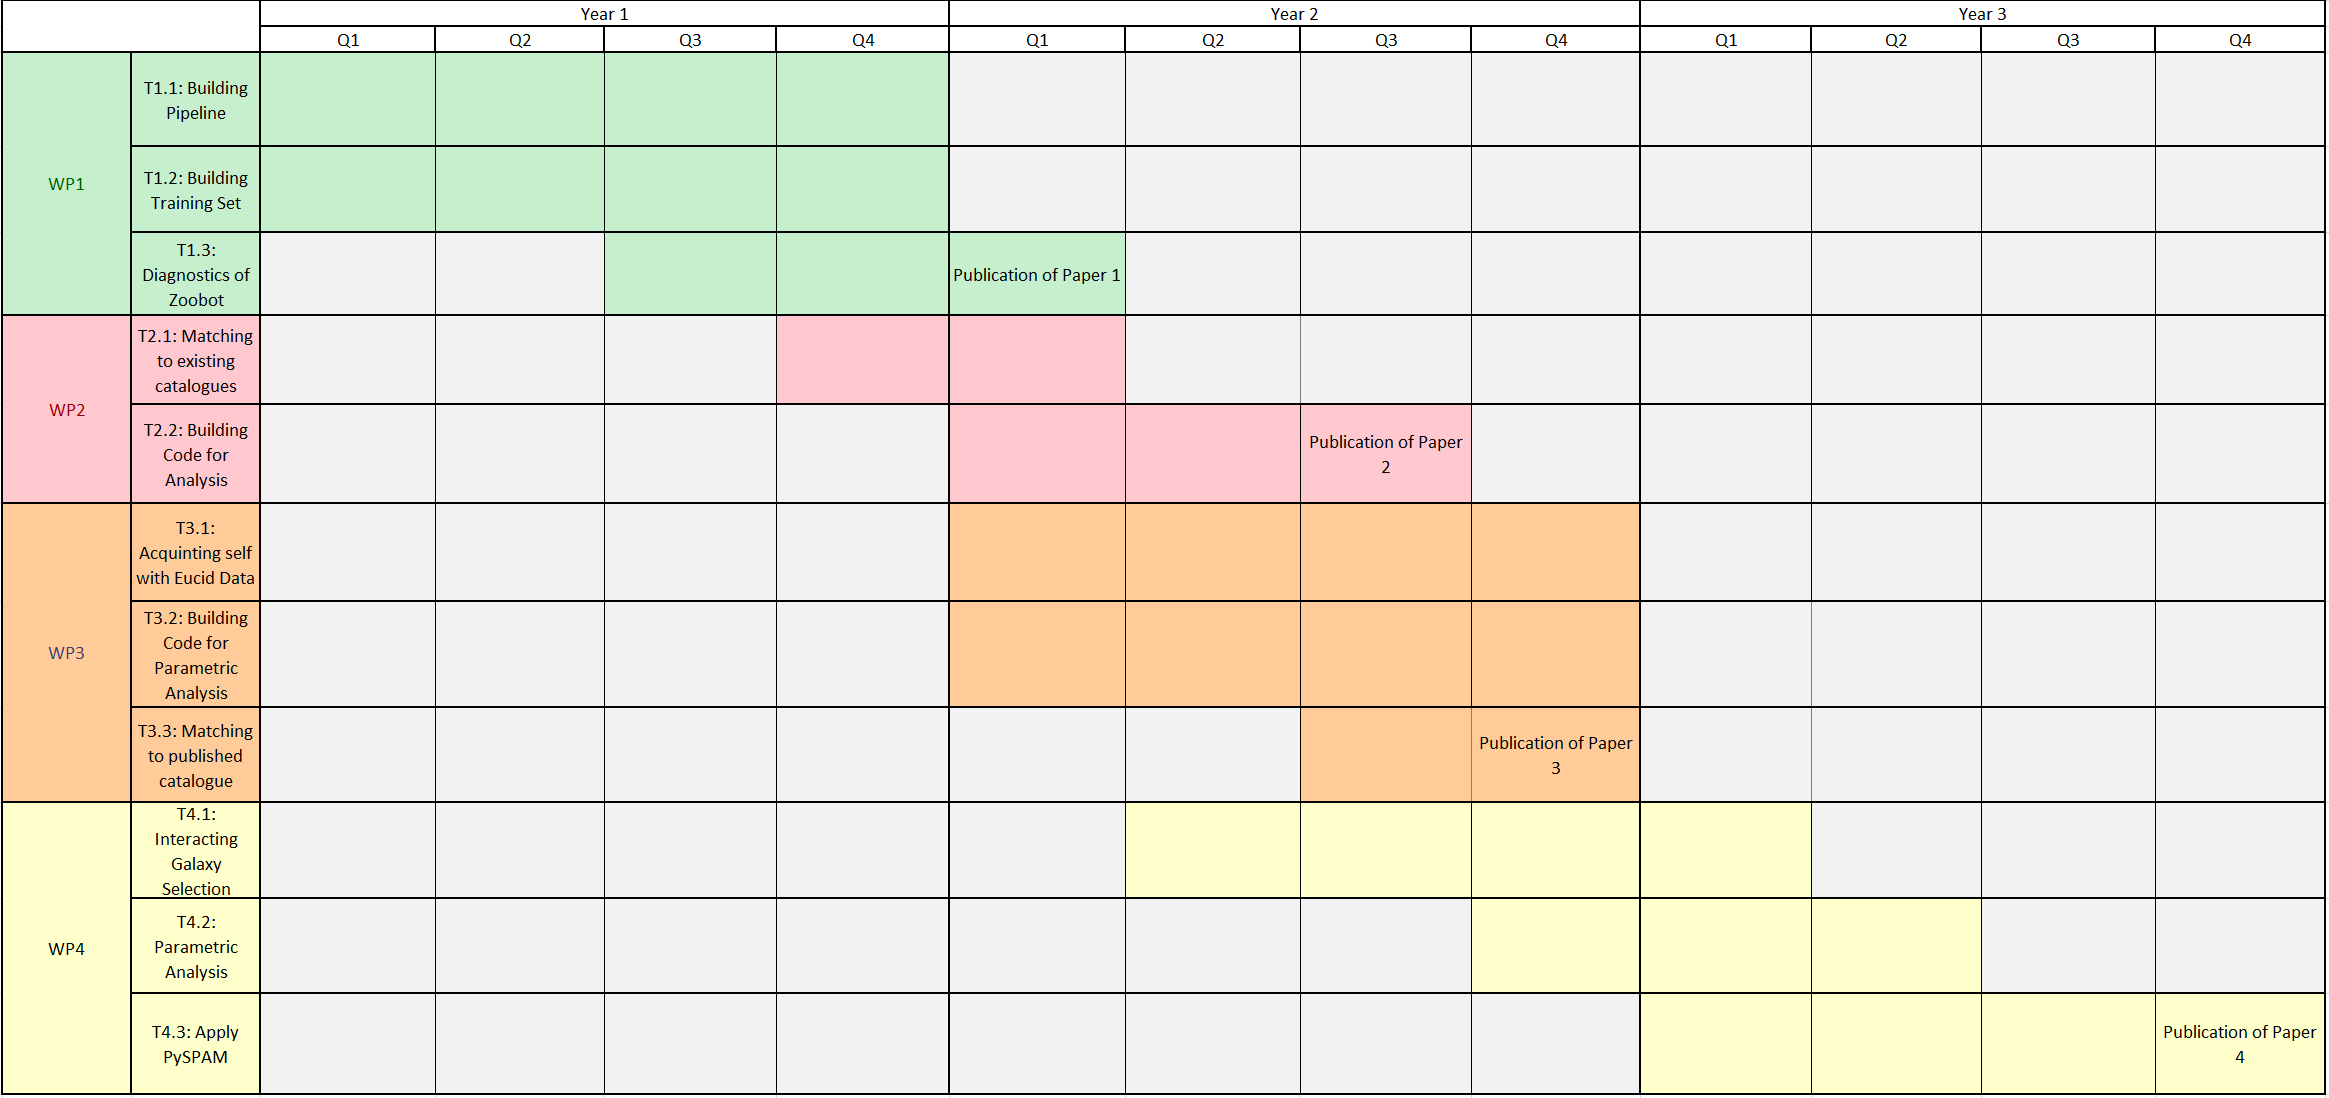 Year 1 Year 2 Year 3
Q1 Q2 Q3 Q4 Q1 Q2 Q3 Q4 Q1 Q2 Q3 Q4
WP1
T1.1: Building
Pipeline
T1.2: Building
Training Set
T1.3:
Diagnostics of
Zoobot
Publication of Paper 1
WP2
T2.1: Matching
to existing
catalogues
T2.2: Building
Code for
Analysis
Publication of Paper
2
WP3
T3.1:
Acquinting self
with Eucid Data
T3.2: Building
Code for
Parametric
Analysis
T3.3: Matching
to published
catalogue
Publication of Paper
3
WP4
T4.1:
Interacting
Galaxy
Selection
T4.2:
Parametric
Analysis
T4.3: Apply
PySPAM
Publication of Paper
4